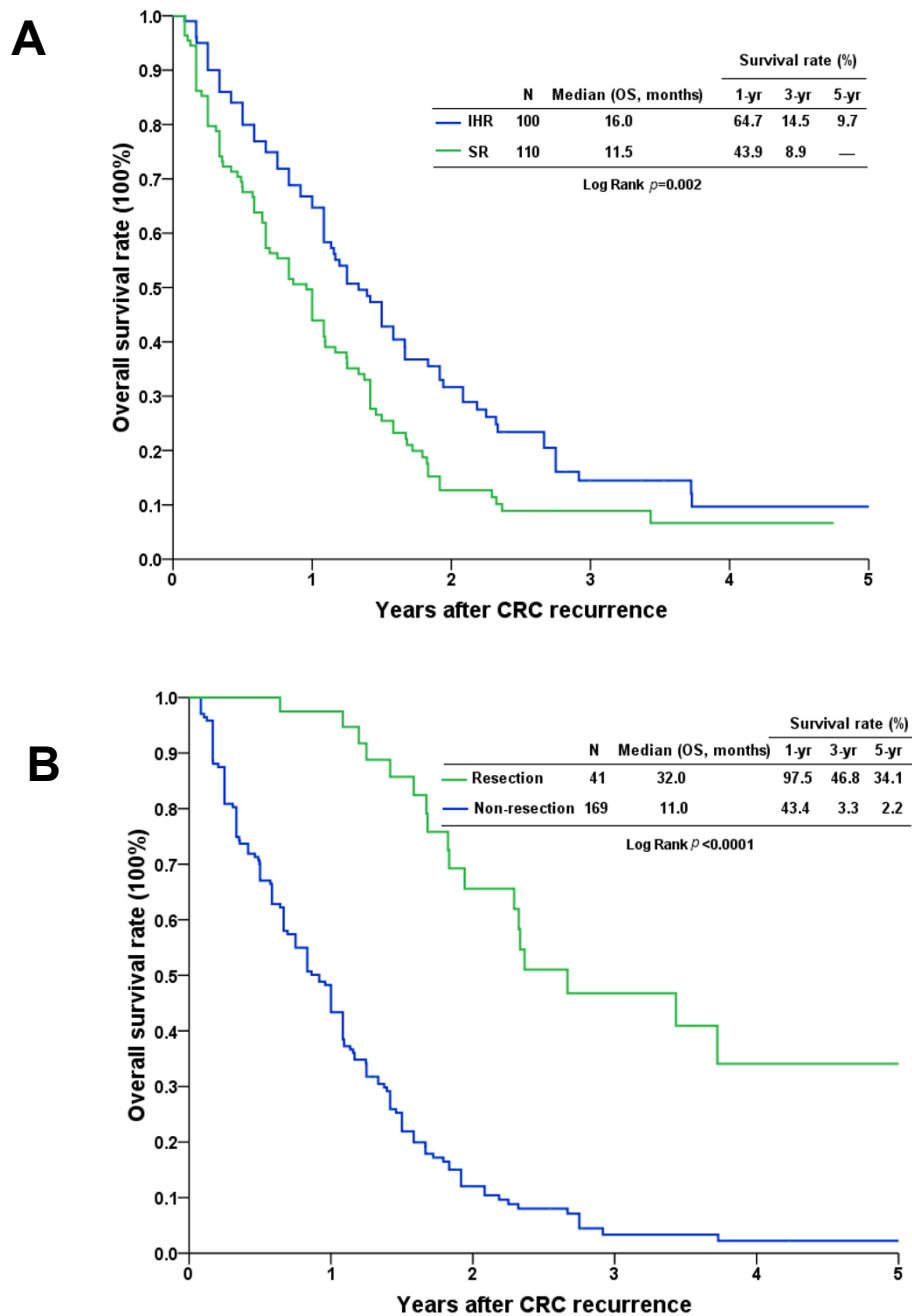 A
Survival rate (%)
N Median (OS, months) 1-yr 3-yr 5-yr
IHR 100 16.0 64.7 14.5 9.7
SR 110 11.5 43.9 8.9 —
Log Rank p=0.002
Overall survival rate (100%)
1.0
0.9
0.8
0.7
0.6
0.5
0.4
0.3
0.2
0.1
0.0
0 1 2 3 4 5
Years after CRC recurrence
B
Survival rate (%)
N Median (OS, months) 1-yr 3-yr 5-yr
Resection 41 32.0 97.5 46.8 34.1
Non-resection 169 11.0 43.4 3.3 2.2
Log Rank P <0.0001
Overall survival rate (100%)
1.0
0.9
0.8
0.7
0.6
0.5
0.4
0.3
0.2
0.1
0.0
0 1 2 3 4 5
Years after CRC recurrence